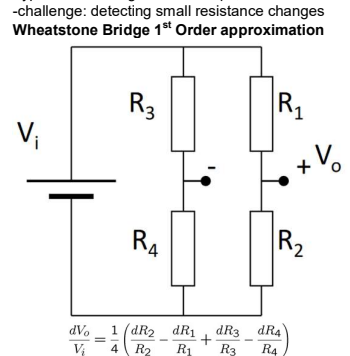 -challenge: detecting small resistance changes
Wheatstone Bridge 1st Order approximation
R3 R1
Vi
- + Vo
R4 R2
dVo/Vi = 1/4 (dR2/R2 - dR1/R1 + dR3/R3 - dR4/R4)